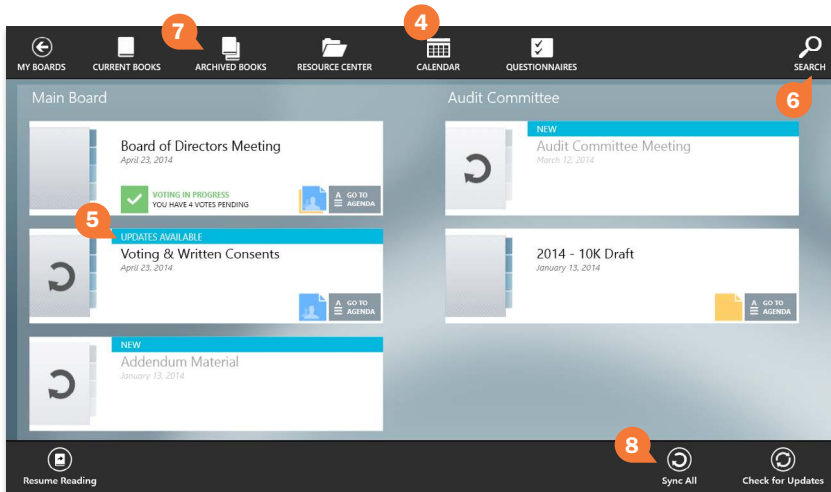 7
4
MY BOARDS
CURRENT BOOKS
ARCHIVED BOOKS
RESOURCE CENTER
CALENDAR
QUESTIONNAIRES
SEARCH
6
Main Board
Audit Committee
Board of Directors Meeting
April 23, 2014
VOTING IN PROGRESS
YOU HAVE 4 VOTES PENDING
A GO TO
AGENDA
NEW
Audit Committee Meeting
March 12, 2014
5
UPDATES AVAILABLE
Voting & Written Consents
April 23, 2014
A GO TO
AGENDA
2014 - 10K Draft
January 13, 2014
A GO TO
AGENDA
NEW
Addendum Material
January 13, 2014
8
Resume Reading
Sync All
Check for Updates